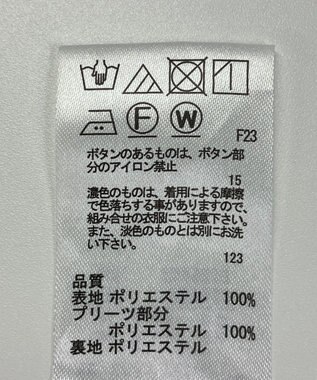 F W
F23
ボタンのあるものは、ボタン部
分のアイロン禁止
15
濃色のものは、着用による摩擦
で色落ちする事がありますので、
組み合せの衣服にご注意下さい。
また、淡色のものとは別にお洗
い下さい。
123
品質
表地 ポリエステル 100%
プリーツ部分
ポリエステル 100%
裏地 ポリエステル